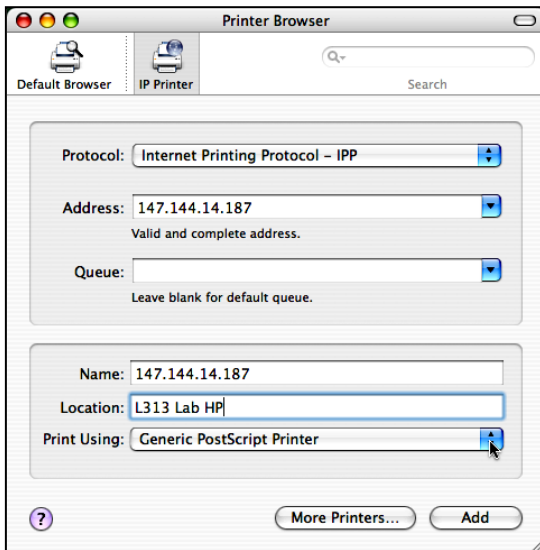 Printer Browser
Default Browser
IP Printer
Search
Protocol: Internet Printing Protocol – IPP
Address: 147.144.14.187
Valid and complete address.
Queue:
Leave blank for default queue.
Name: 147.144.14.187
Location: L313 Lab HP
Print Using: Generic PostScript Printer
? More Printers... Add